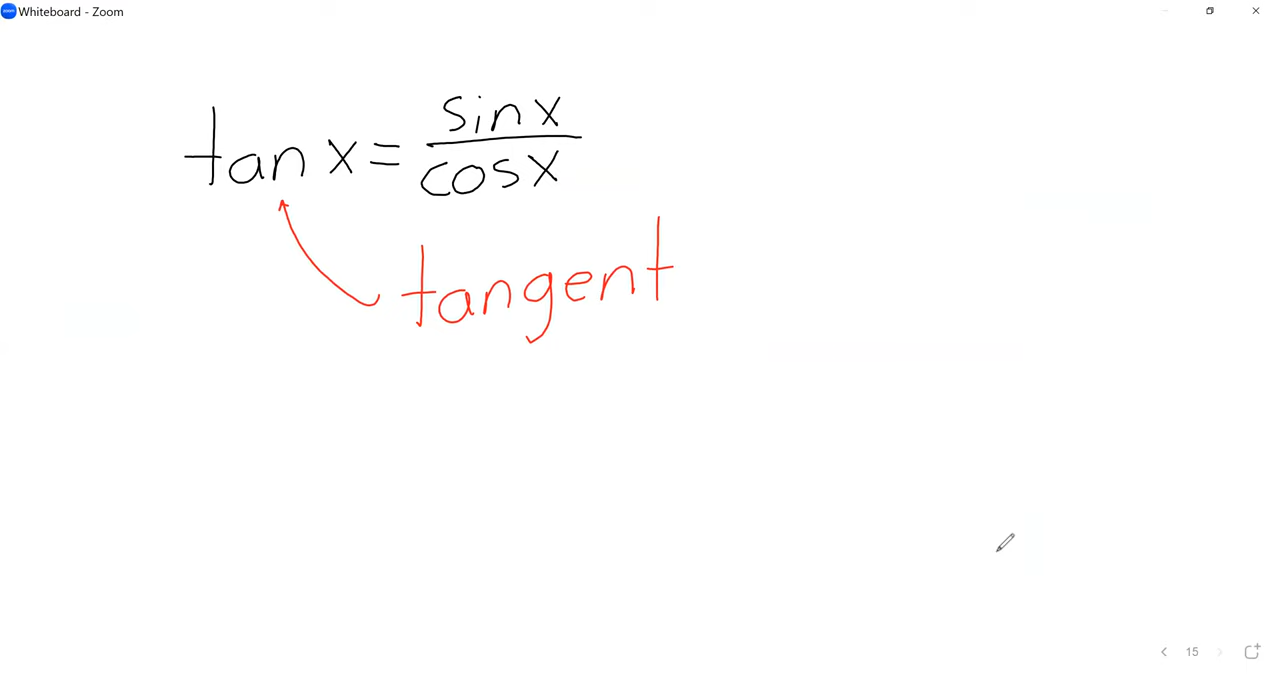 Whiteboard - Zoom
tan x = sin x / cos x
tangent
15